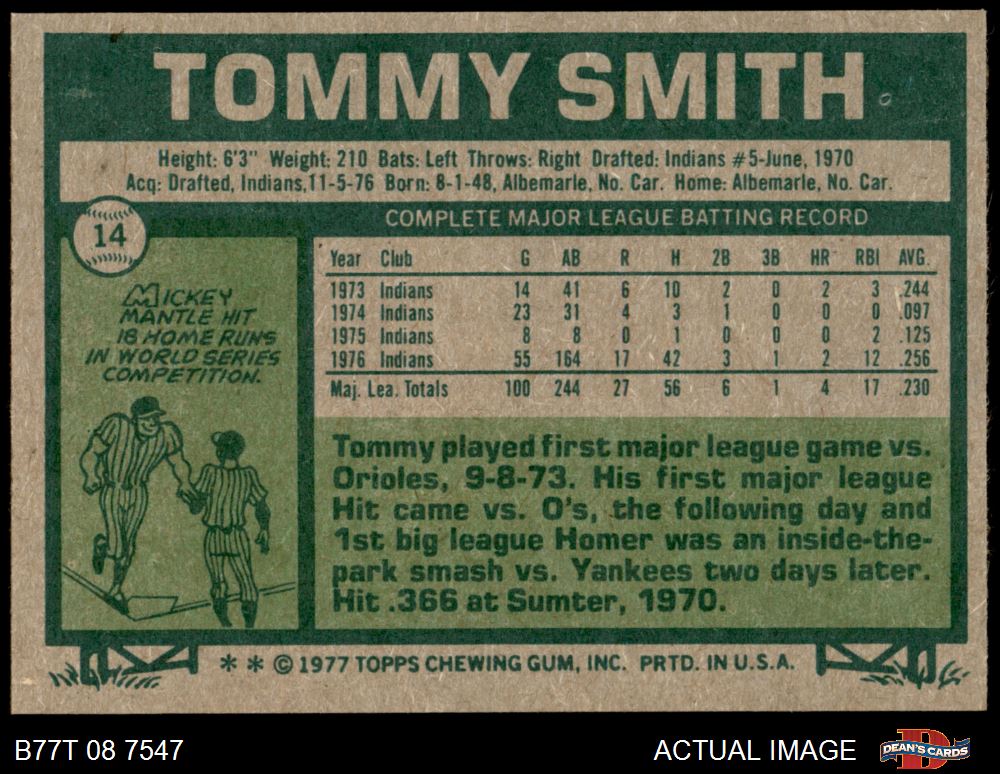 TOMMY SMITH
Height: 6'3" Weight: 210 Bats: Left Throws: Right Drafted: Indians #5-June, 1970
Acq: Drafted, Indians,11-5-76 Born: 8-1-48, Albemarle, No. Car. Home: Albemarle, No. Car.
COMPLETE MAJOR LEAGUE BATTING RECORD
14
MICKEY
MANTLE HIT
18 HOME RUNS
IN WORLD SERIES
COMPETITION.
Year Club G AB R H 2B 3B HR RBI AVG.
1973 Indians 14 41 6 10 2 0 2 3 .244
1974 Indians 23 31 4 3 1 0 0 0 .097
1975 Indians 8 8 0 1 0 0 0 2 .125
1976 Indians 55 164 17 42 3 1 2 12 .256
Maj. Lea. Totals 100 244 27 56 6 1 4 17 .230
Tommy played first major league game vs.
Orioles, 9-8-73. His first major league
Hit came vs. O's, the following day and
1st big league Homer was an inside-the-
park smash vs. Yankees two days later.
Hit .366 at Sumter, 1970.
* * © 1977 TOPPS CHEWING GUM, INC. PRTD. IN U.S.A.
B77T 08 7547
ACTUAL IMAGE
DEAN'S CARDS